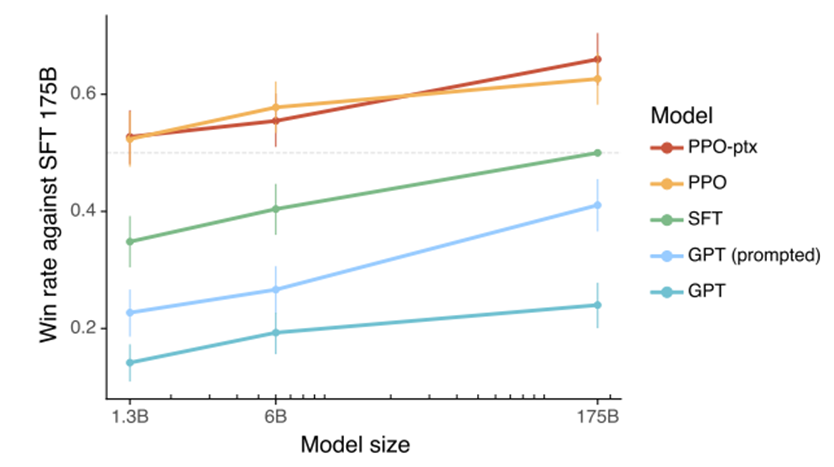 Win rate against SFT 175B
0.6
0.4
0.2
1.3B
6B
175B
Model size
Model
PPO-ptx
PPO
SFT
GPT (prompted)
GPT